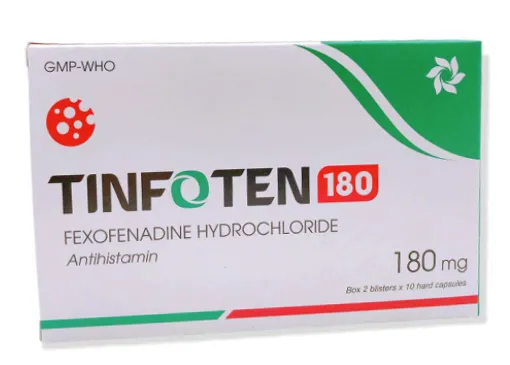 GMP-WHO
TINFOTEN 180
FEXOFENADINE HYDROCHLORIDE
Antihistamin
180 mg
Box 2 blisters x 10 hard capsules